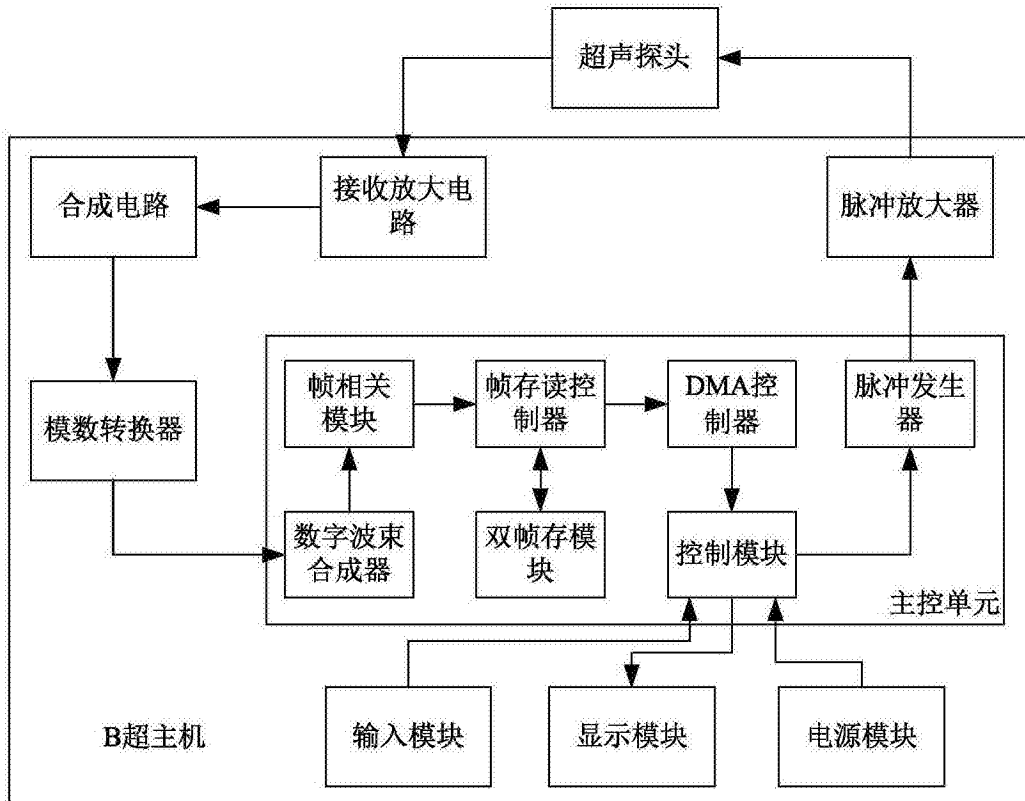 超声探头
合成电路
接收放大电
路
脉冲放大器
模数转换器
帧相关
模块
帧存读控
制器
DMA控
制器
脉冲发生
器
数字波束
合成器
双帧存模
块
控制模块
主控单元
B超主机
输入模块
显示模块
电源模块